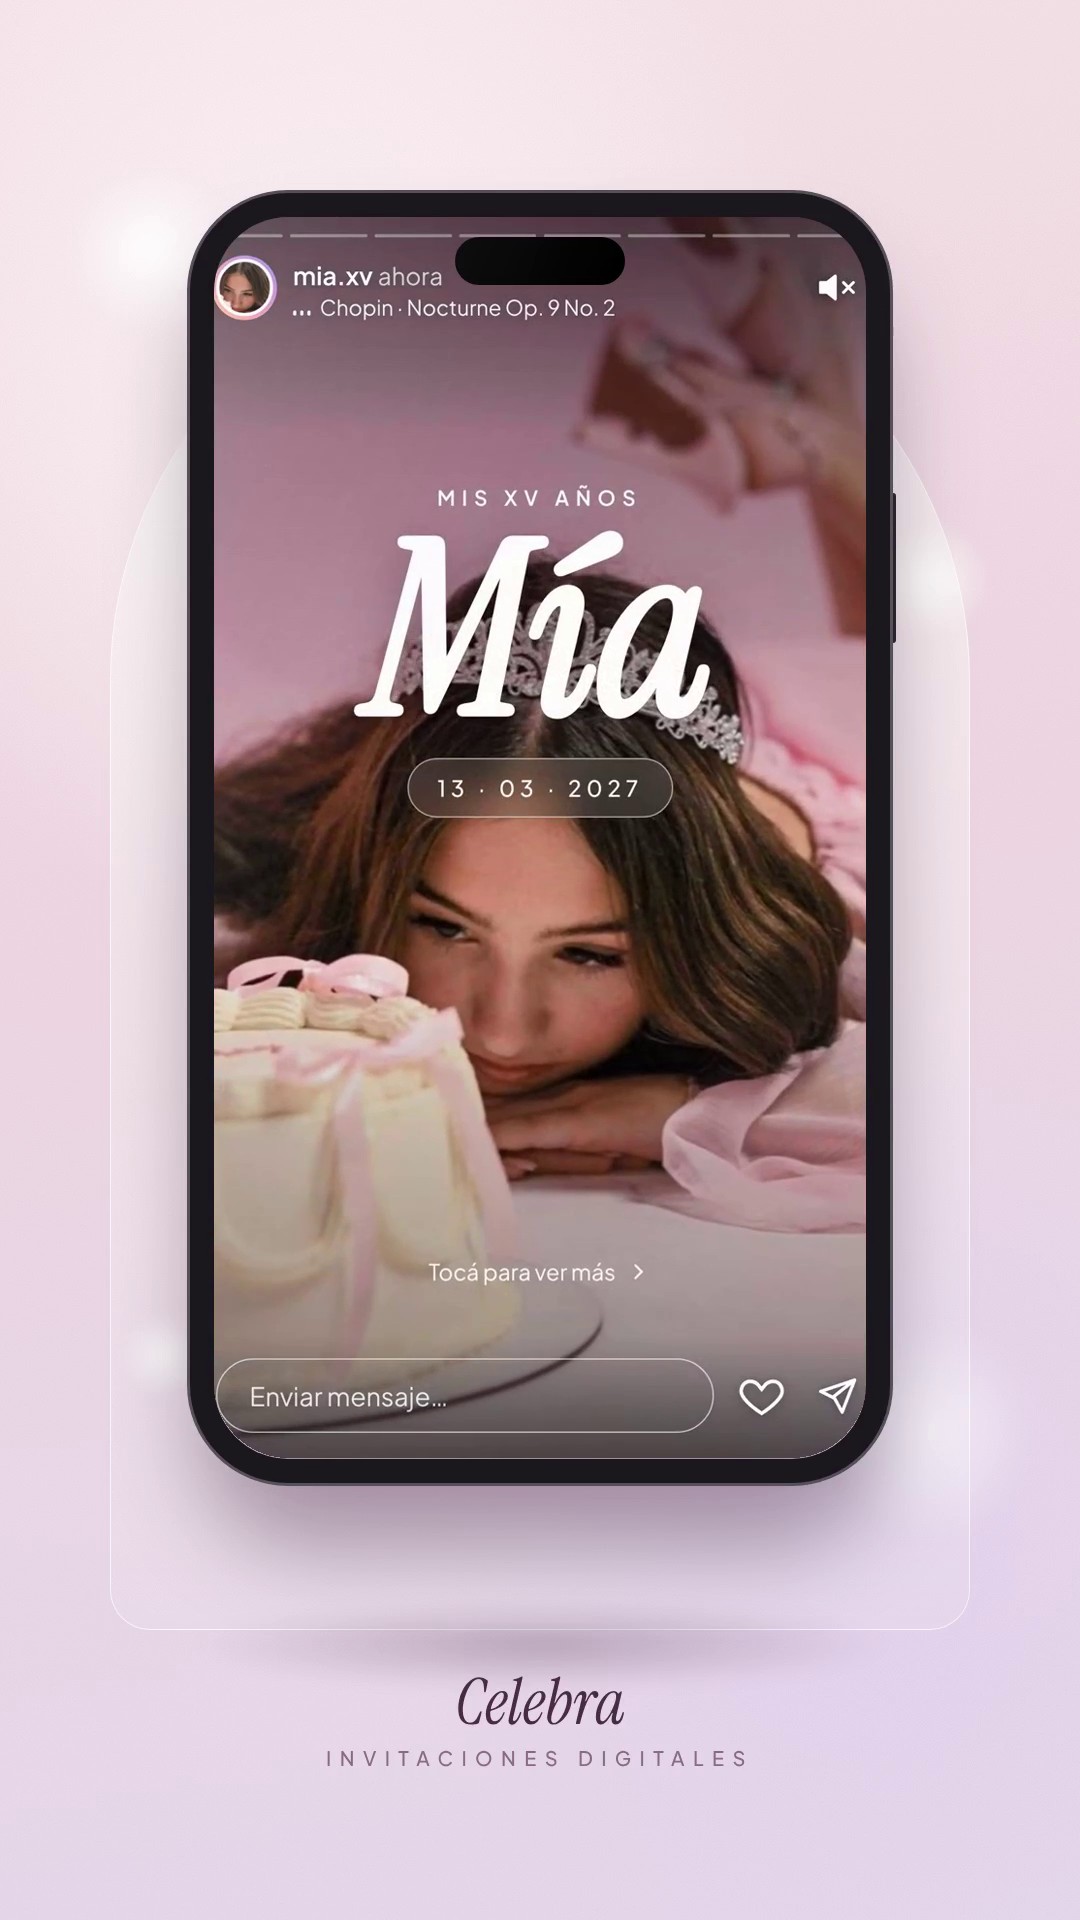 mia.xv ahora
... Chopin · Nocturne Op. 9 No. 2
MIS XV AÑOS
Mía
13 · 03 · 2027
Tocá para ver más
Enviar mensaje...
Celebra
INVITACIONES DIGITALES